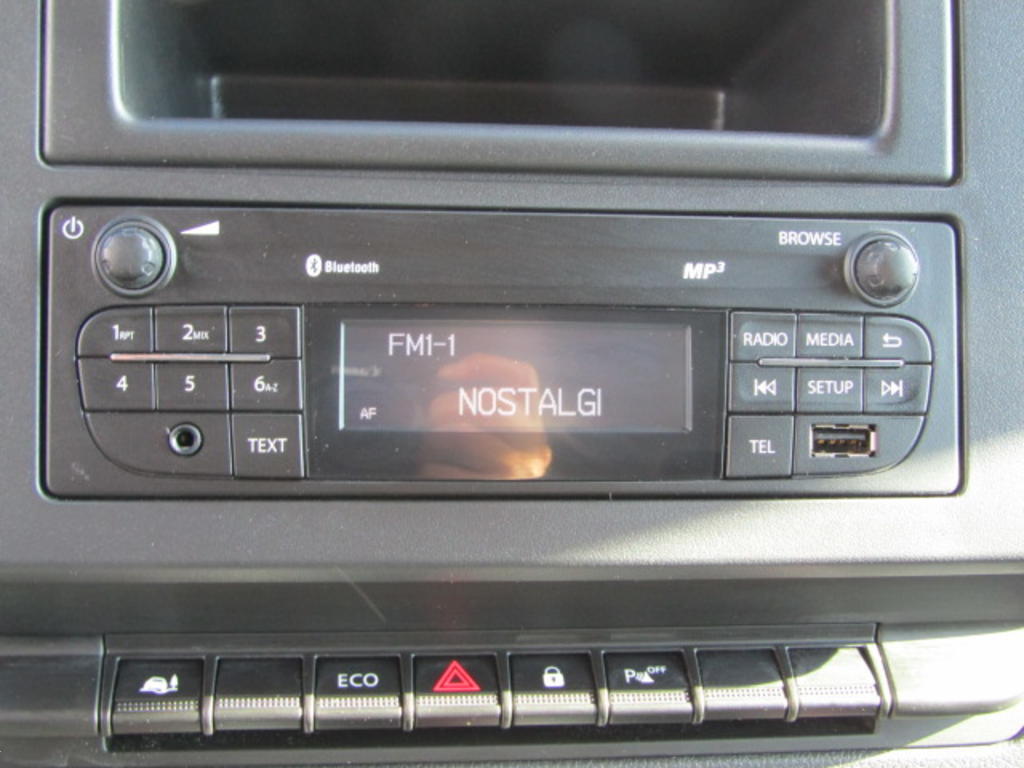 BROWSE
Bluetooth
MP3
1RPT 2MIX 3
FM1-1
RADIO MEDIA
4 5 6A-Z
AF
NOSTALGI
SETUP
TEXT
TEL
ECO
P OFF